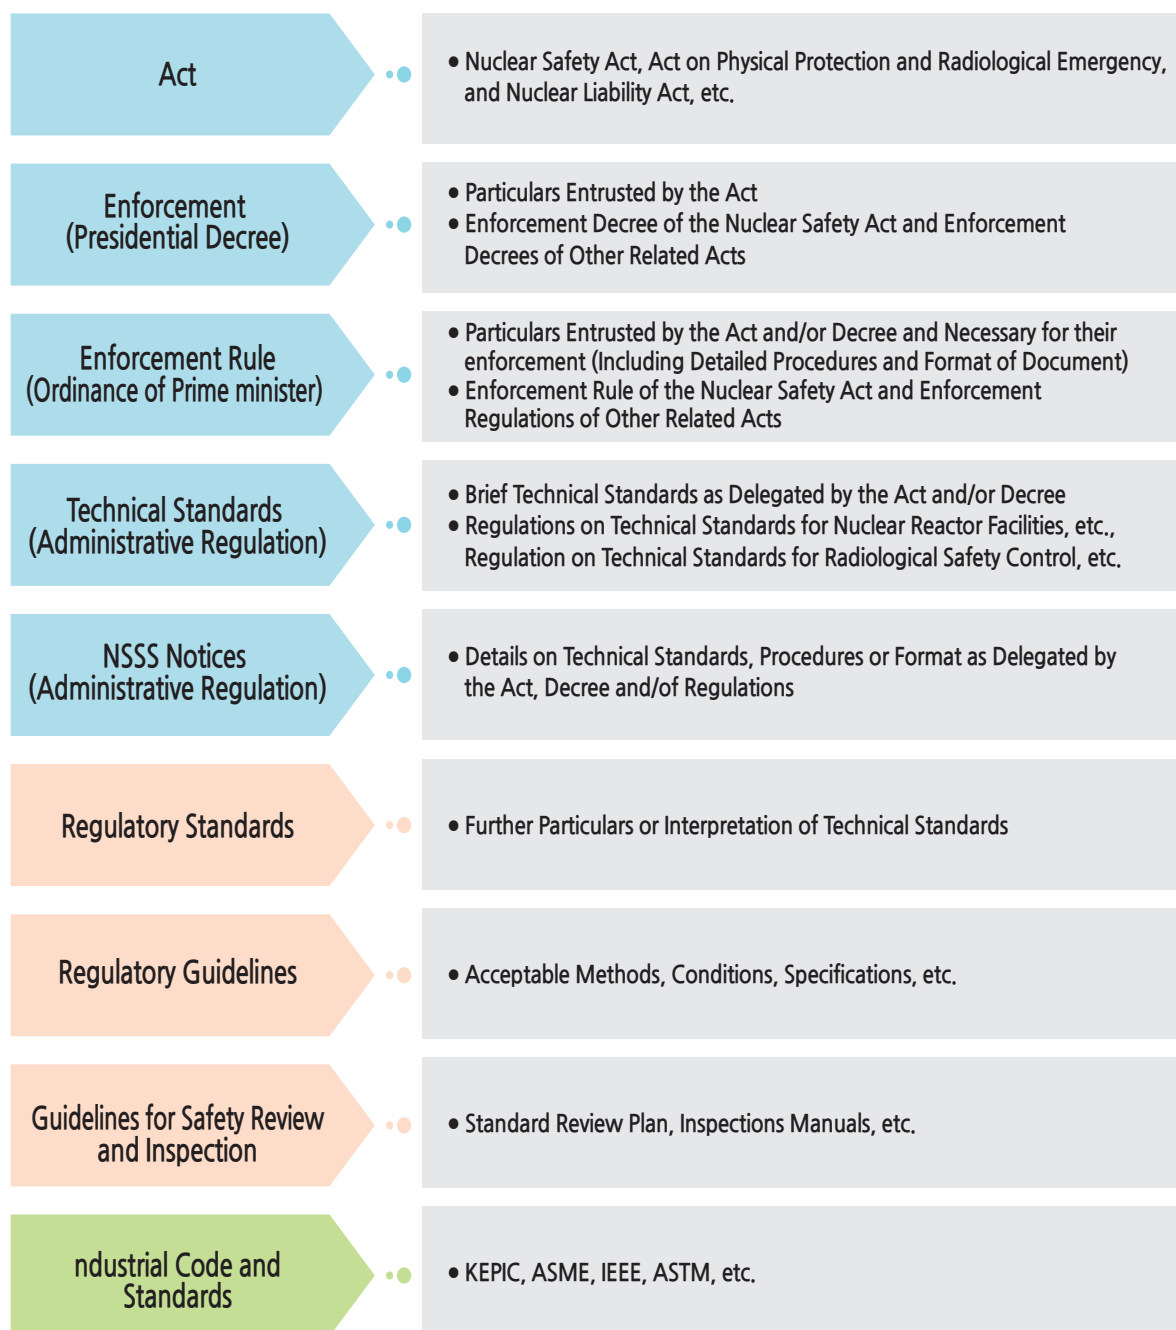 Act
• Nuclear Safety Act, Act on Physical Protection and Radiological Emergency,
and Nuclear Liability Act, etc.
Enforcement
(Presidential Decree)
• Particulars Entrusted by the Act
• Enforcement Decree of the Nuclear Safety Act and Enforcement
Decrees of Other Related Acts
Enforcement Rule
(Ordinance of Prime minister)
• Particulars Entrusted by the Act and/or Decree and Necessary for their
enforcement (Including Detailed Procedures and Format of Document)
• Enforcement Rule of the Nuclear Safety Act and Enforcement
Regulations of Other Related Acts
Technical Standards
(Administrative Regulation)
• Brief Technical Standards as Delegated by the Act and/or Decree
• Regulations on Technical Standards for Nuclear Reactor Facilities, etc.,
Regulation on Technical Standards for Radiological Safety Control, etc.
NSSS Notices
(Administrative Regulation)
• Details on Technical Standards, Procedures or Format as Delegated by
the Act, Decree and/of Regulations
Regulatory Standards
• Further Particulars or Interpretation of Technical Standards
Regulatory Guidelines
• Acceptable Methods, Conditions, Specifications, etc.
Guidelines for Safety Review
and Inspection
• Standard Review Plan, Inspections Manuals, etc.
ndustrial Code and
Standards
• KEPIC, ASME, IEEE, ASTM, etc.